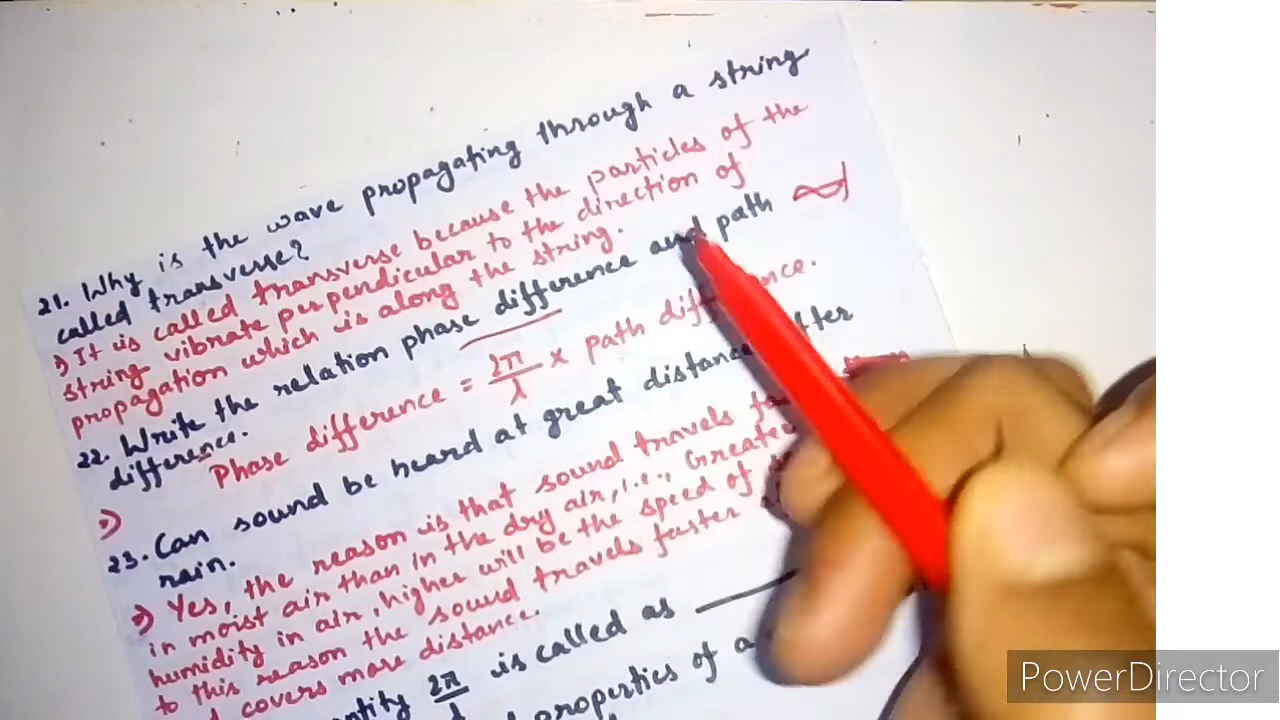 21. Why is the wave propagating through a string
called transverse?
⇒) It is called transverse because the particles of the
string vibrate perpendicular to the direction of
propagation which is along the string.
22. Write the relation phase difference and path
difference.
Phase difference = 2π/λ × path difference.
⇒)
23. Can sound be heard at great distance after
rain.
⇒) Yes, the reason is that sound travels
in moist air than in the dry air, i.e., Greater
humidity in air, higher will be the speed of
to this reason the sound travels faster
covers more distance.
2π/λ is called as ———
properties of a
PowerDirector